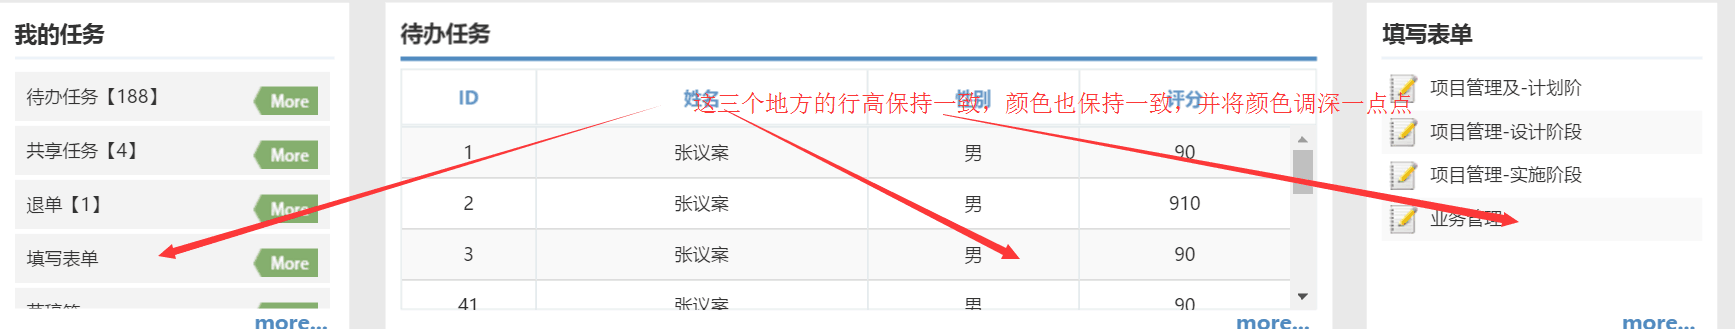 我的任务
待办任务【188】 More
共享任务【4】 More
退单【1】 More
填写表单 More
草稿箱 More
more...
待办任务
ID 姓名 性别 评分
这三个地方的行高保持一致，颜色也保持一致，并将颜色调深一点点
1 张议案 男 90
2 张议案 男 910
3 张议案 男 90
41 张议案 男 90
more...
填写表单
项目管理及-计划阶
项目管理-设计阶段
项目管理-实施阶段
业务管理
more...